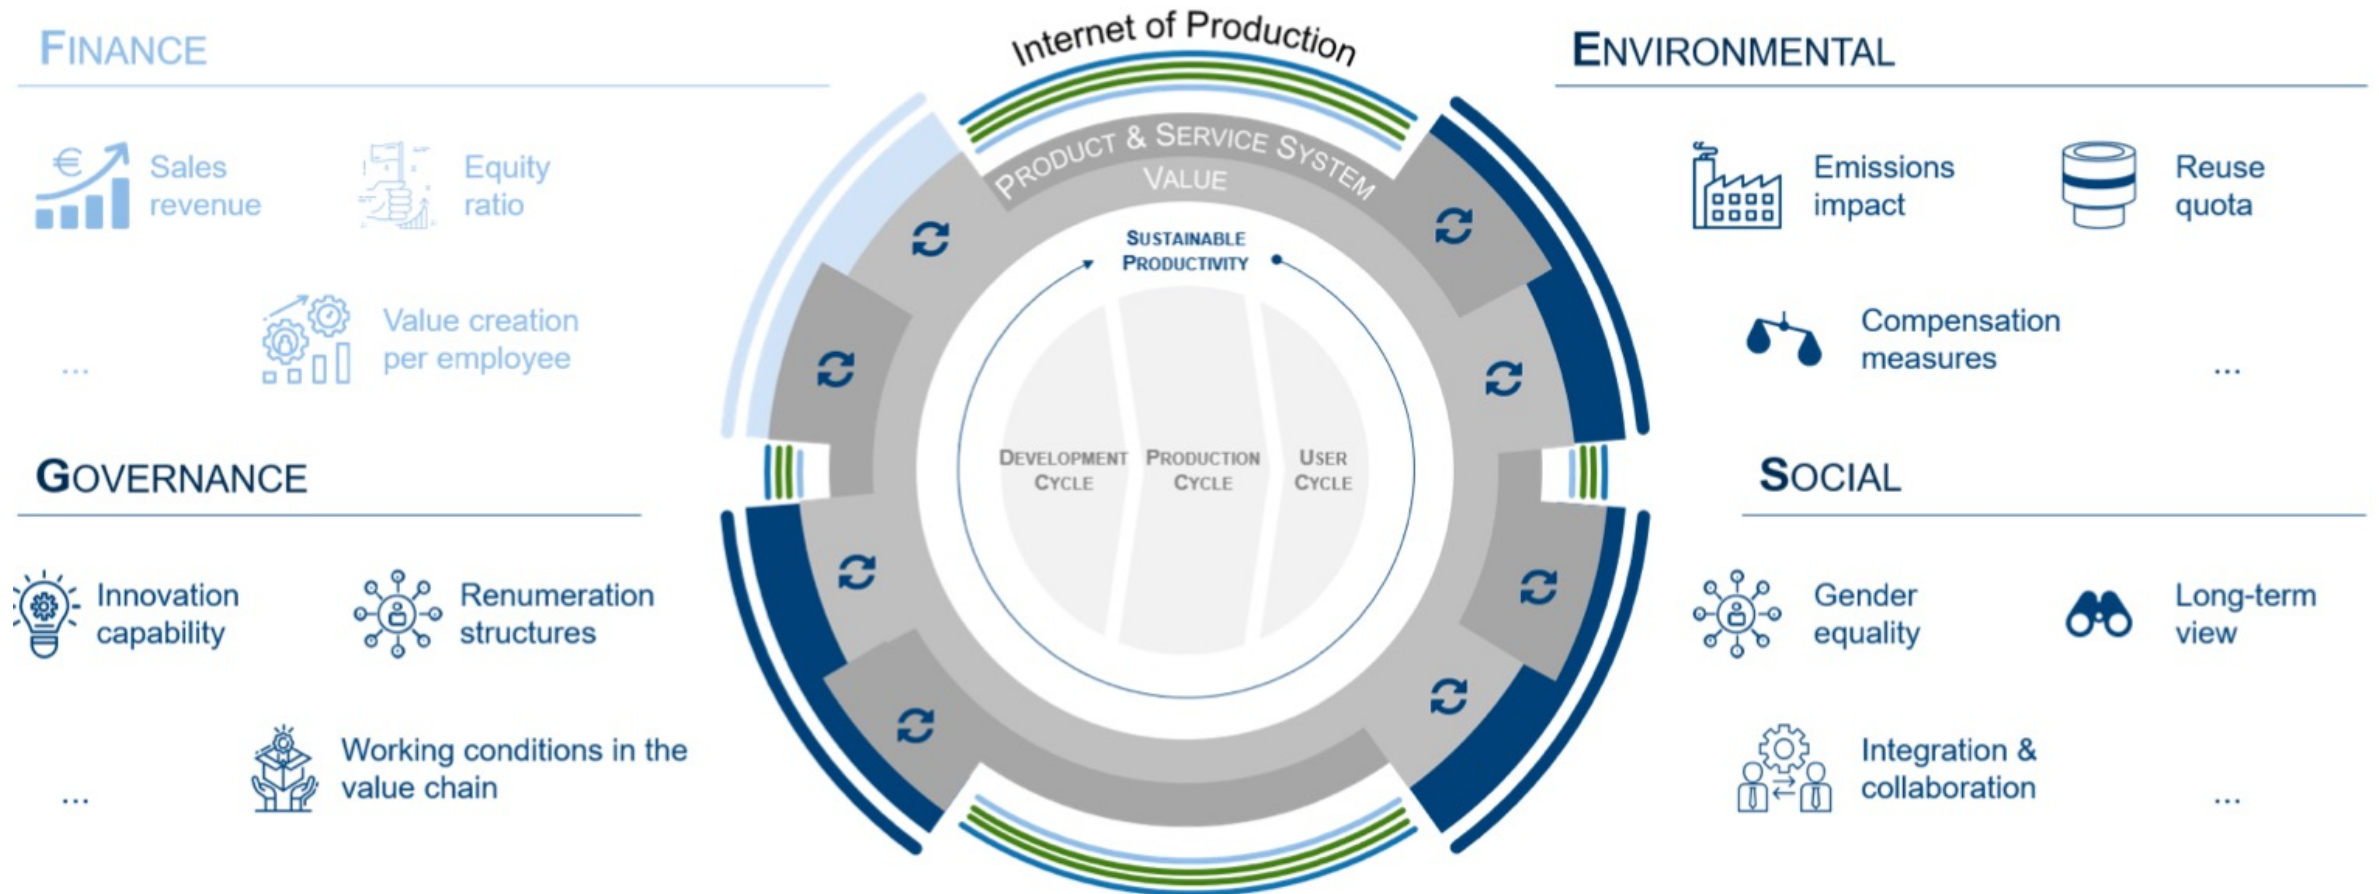 Internet of Production
FINANCE
Sales
revenue
Equity
ratio
Value creation
per employee
...
GOVERNANCE
Innovation
capability
Renumeration
structures
Working conditions in the
value chain
...
PRODUCT & SERVICE SYSTEM
VALUE
SUSTAINABLE
PRODUCTIVITY
DEVELOPMENT
CYCLE
PRODUCTION
CYCLE
USER
CYCLE
ENVIRONMENTAL
Emissions
impact
Reuse
quota
Compensation
measures
...
SOCIAL
Gender
equality
Long-term
view
Integration &
collaboration
...